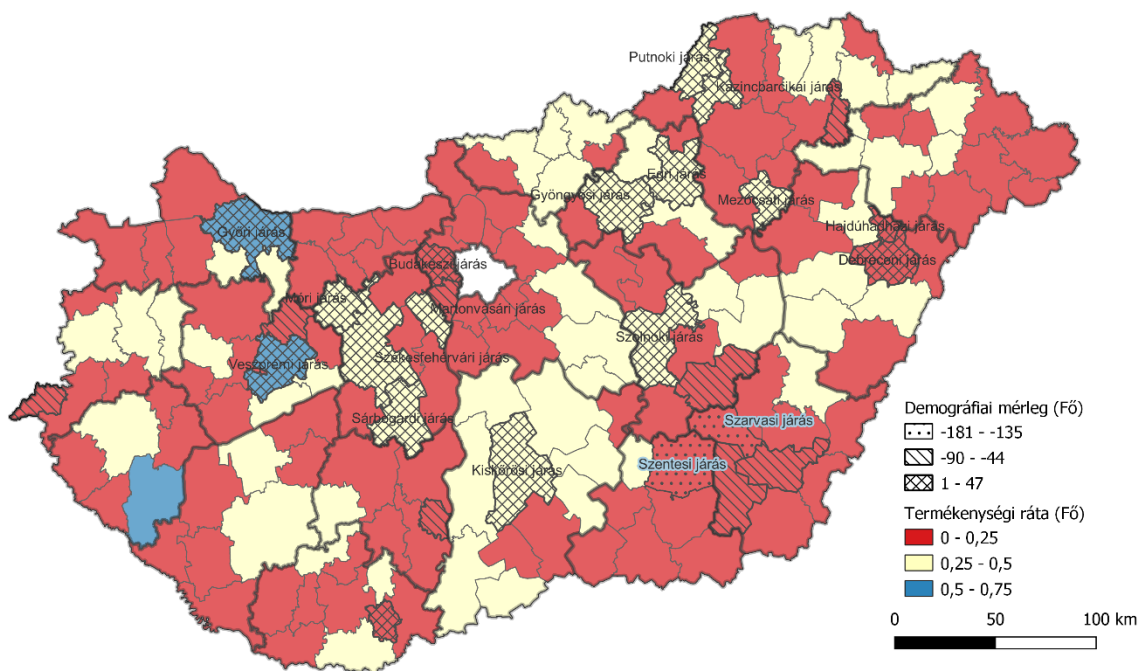 Putnoki járás
Kazincbarcikai járás
Egri járás
Gyöngyösi járás
Mezőcsáti járás
Hajdúhadházi járás
Győri járás
Debreceni járás
Budakeszi járás
Móri járás
Martonvásári járás
Szolnoki járás
Veszprémi járás
Székesfehérvári járás
Sárbogárdi járás
Szarvasi járás
Szentesi járás
Kiskőrösi járás
Demográfiai mérleg (Fő)
-181 - -135
-90 - -44
1 - 47
Termékenységi ráta (Fő)
0 - 0,25
0,25 - 0,5
0,5 - 0,75
0 50 100 km